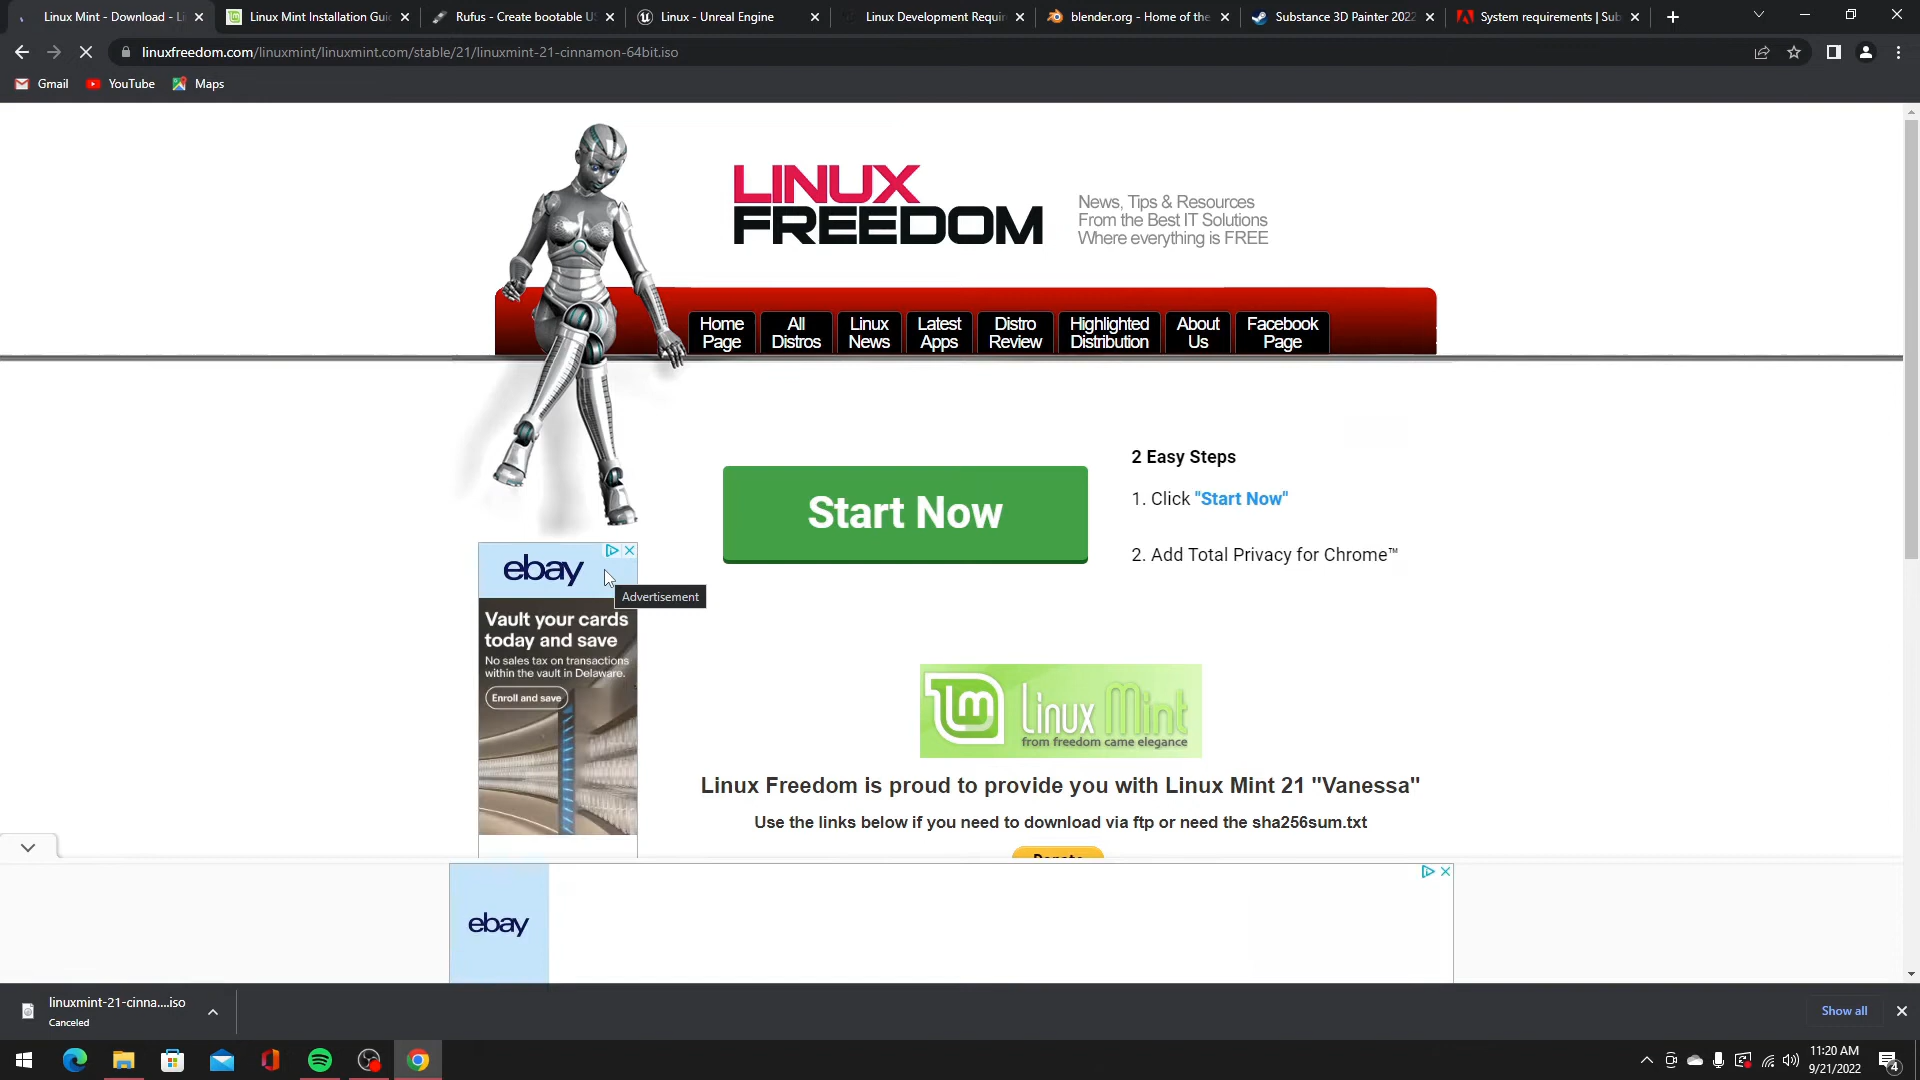 Linux Mint - Download - Li
Linux Mint Installation Guid
Rufus - Create bootable US
Linux - Unreal Engine
Linux Development Requir
blender.org - Home of the
Substance 3D Painter 2022
System requirements | Sub
linuxfreedom.com/linuxmint/linuxmint.com/stable/21/linuxmint-21-cinnamon-64bit.iso
Gmail
YouTube
Maps
LINUX
FREEDOM
News, Tips & Resources
From the Best IT Solutions
Where everything is FREE
Home
Page
All
Distros
Linux
News
Latest
Apps
Distro
Review
Highlighted
Distribution
About
Us
Facebook
Page
Start Now
2 Easy Steps
1. Click "Start Now"
2. Add Total Privacy for Chrome™
ebay
Advertisement
Vault your cards
today and save
No sales tax on transactions
within the vault in Delaware.
Enroll and save
lm Linux Mint
from freedom came elegance
Linux Freedom is proud to provide you with Linux Mint 21 "Vanessa"
Use the links below if you need to download via ftp or need the sha256sum.txt
Donate
ebay
linuxmint-21-cinna....iso
Canceled
Show all
11:20 AM
9/21/2022
4